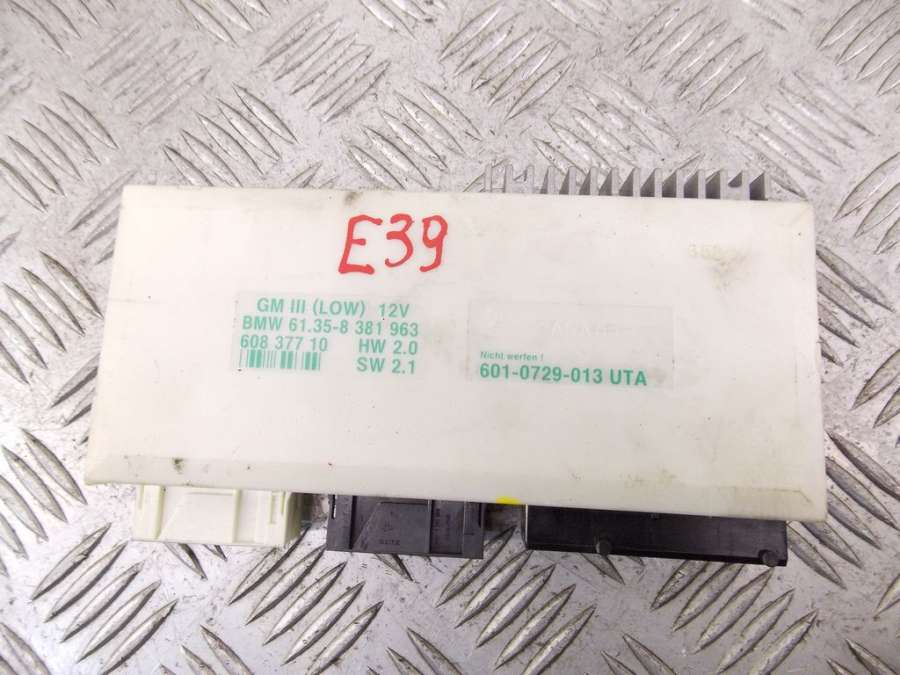 E39
GM III (LOW) 12V
BMW 61.35-8 381 963
608 377 10 HW 2.0
SW 2.1
Nicht werfen !
601-0729-013 UTA